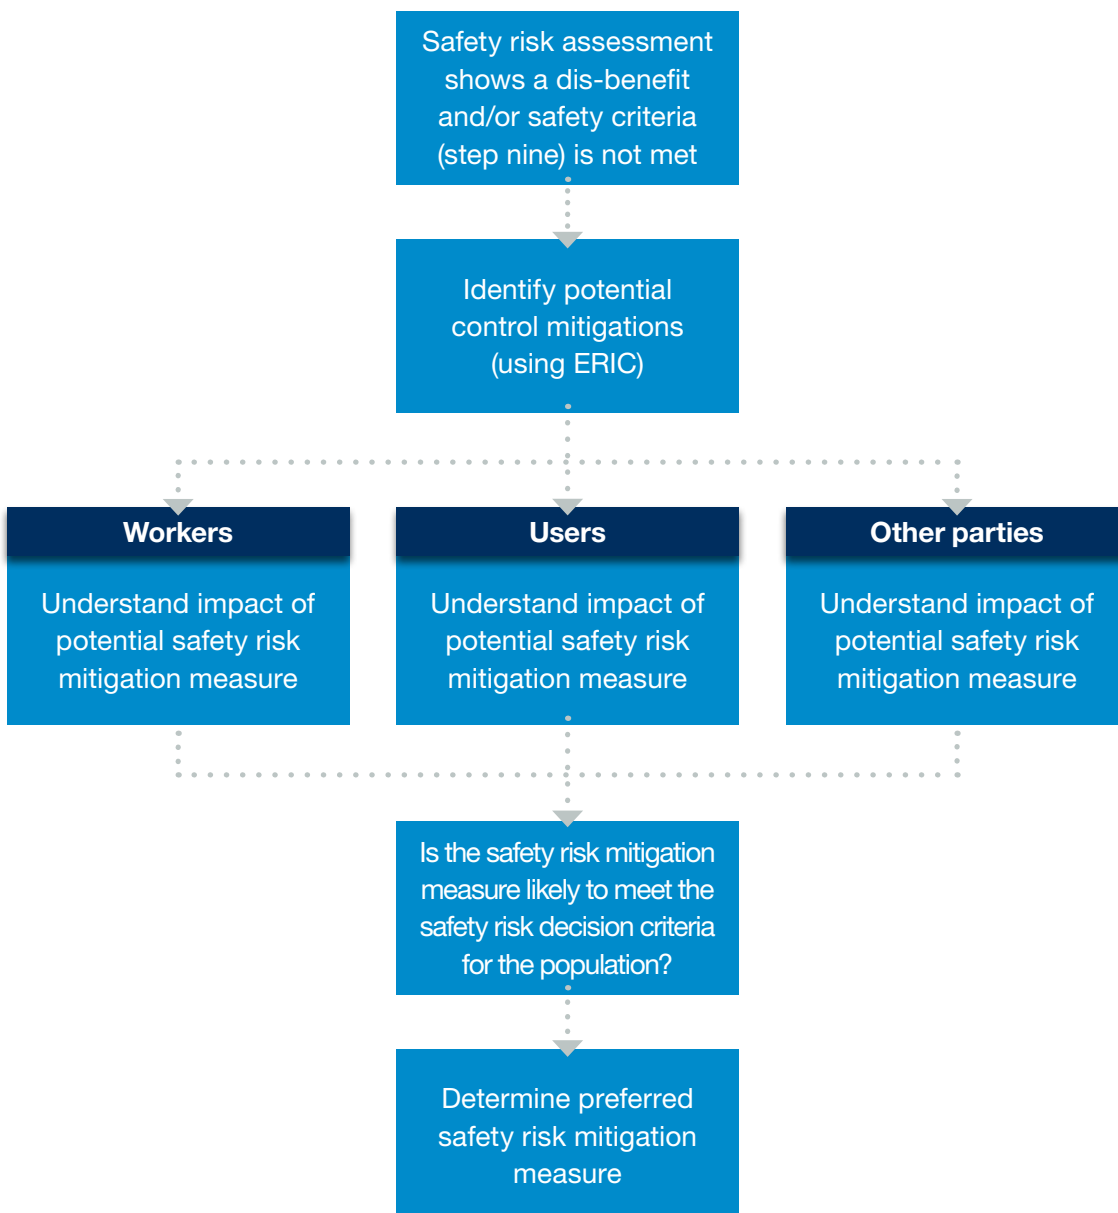 Safety risk assessment
shows a dis-benefit
and/or safety criteria
(step nine) is not met
Identify potential
control mitigations
(using ERIC)
Workers
Understand impact of
potential safety risk
mitigation measure
Users
Understand impact of
potential safety risk
mitigation measure
Other parties
Understand impact of
potential safety risk
mitigation measure
Is the safety risk mitigation
measure likely to meet the
safety risk decision criteria
for the population?
Determine preferred
safety risk mitigation
measure